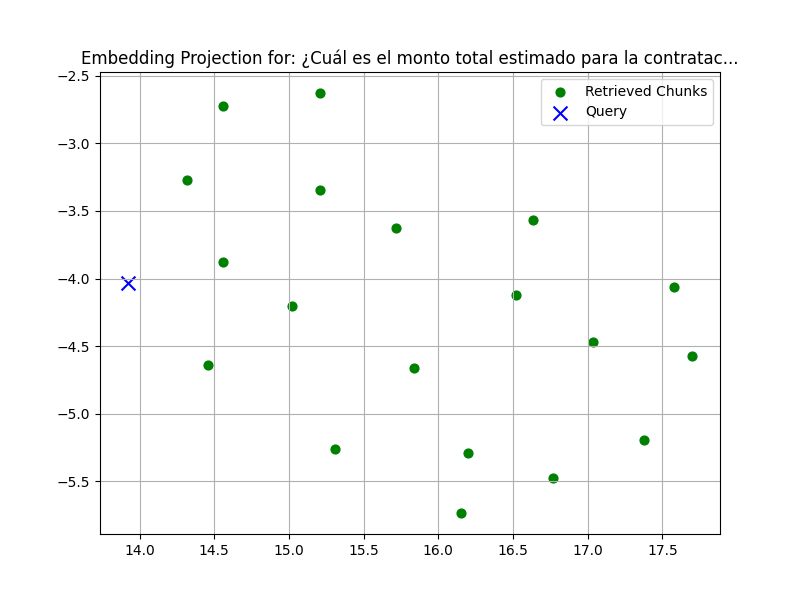 Embedding Projection for: ¿Cuál es el monto total estimado para la contratac...
Retrieved Chunks
Query
−2.5
−3.0
−3.5
−4.0
−4.5
−5.0
−5.5
14.0 14.5 15.0 15.5 16.0 16.5 17.0 17.5